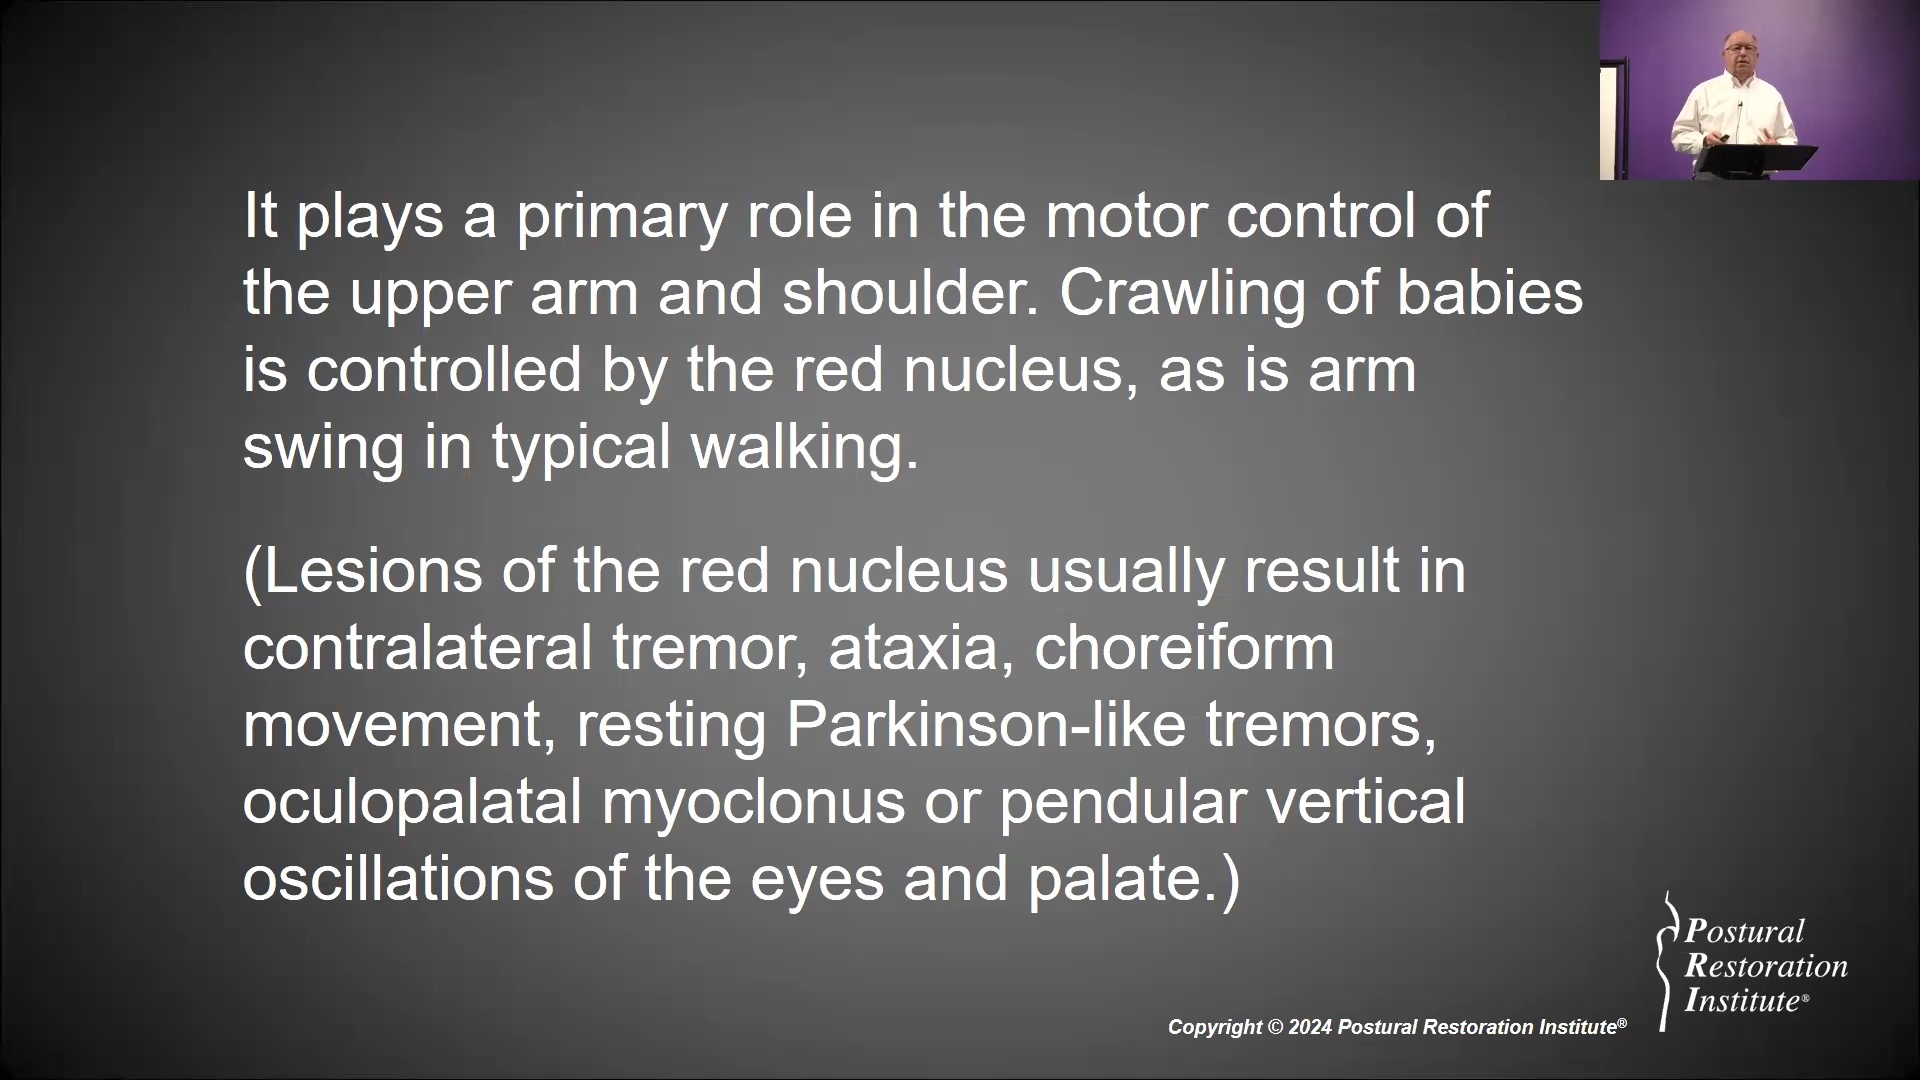 It plays a primary role in the motor control of
the upper arm and shoulder. Crawling of babies
is controlled by the red nucleus, as is arm
swing in typical walking.
(Lesions of the red nucleus usually result in
contralateral tremor, ataxia, choreiform
movement, resting Parkinson-like tremors,
oculopalatal myoclonus or pendular vertical
oscillations of the eyes and palate.)
Postural
Restoration
Institute®
Copyright © 2024 Postural Restoration Institute®